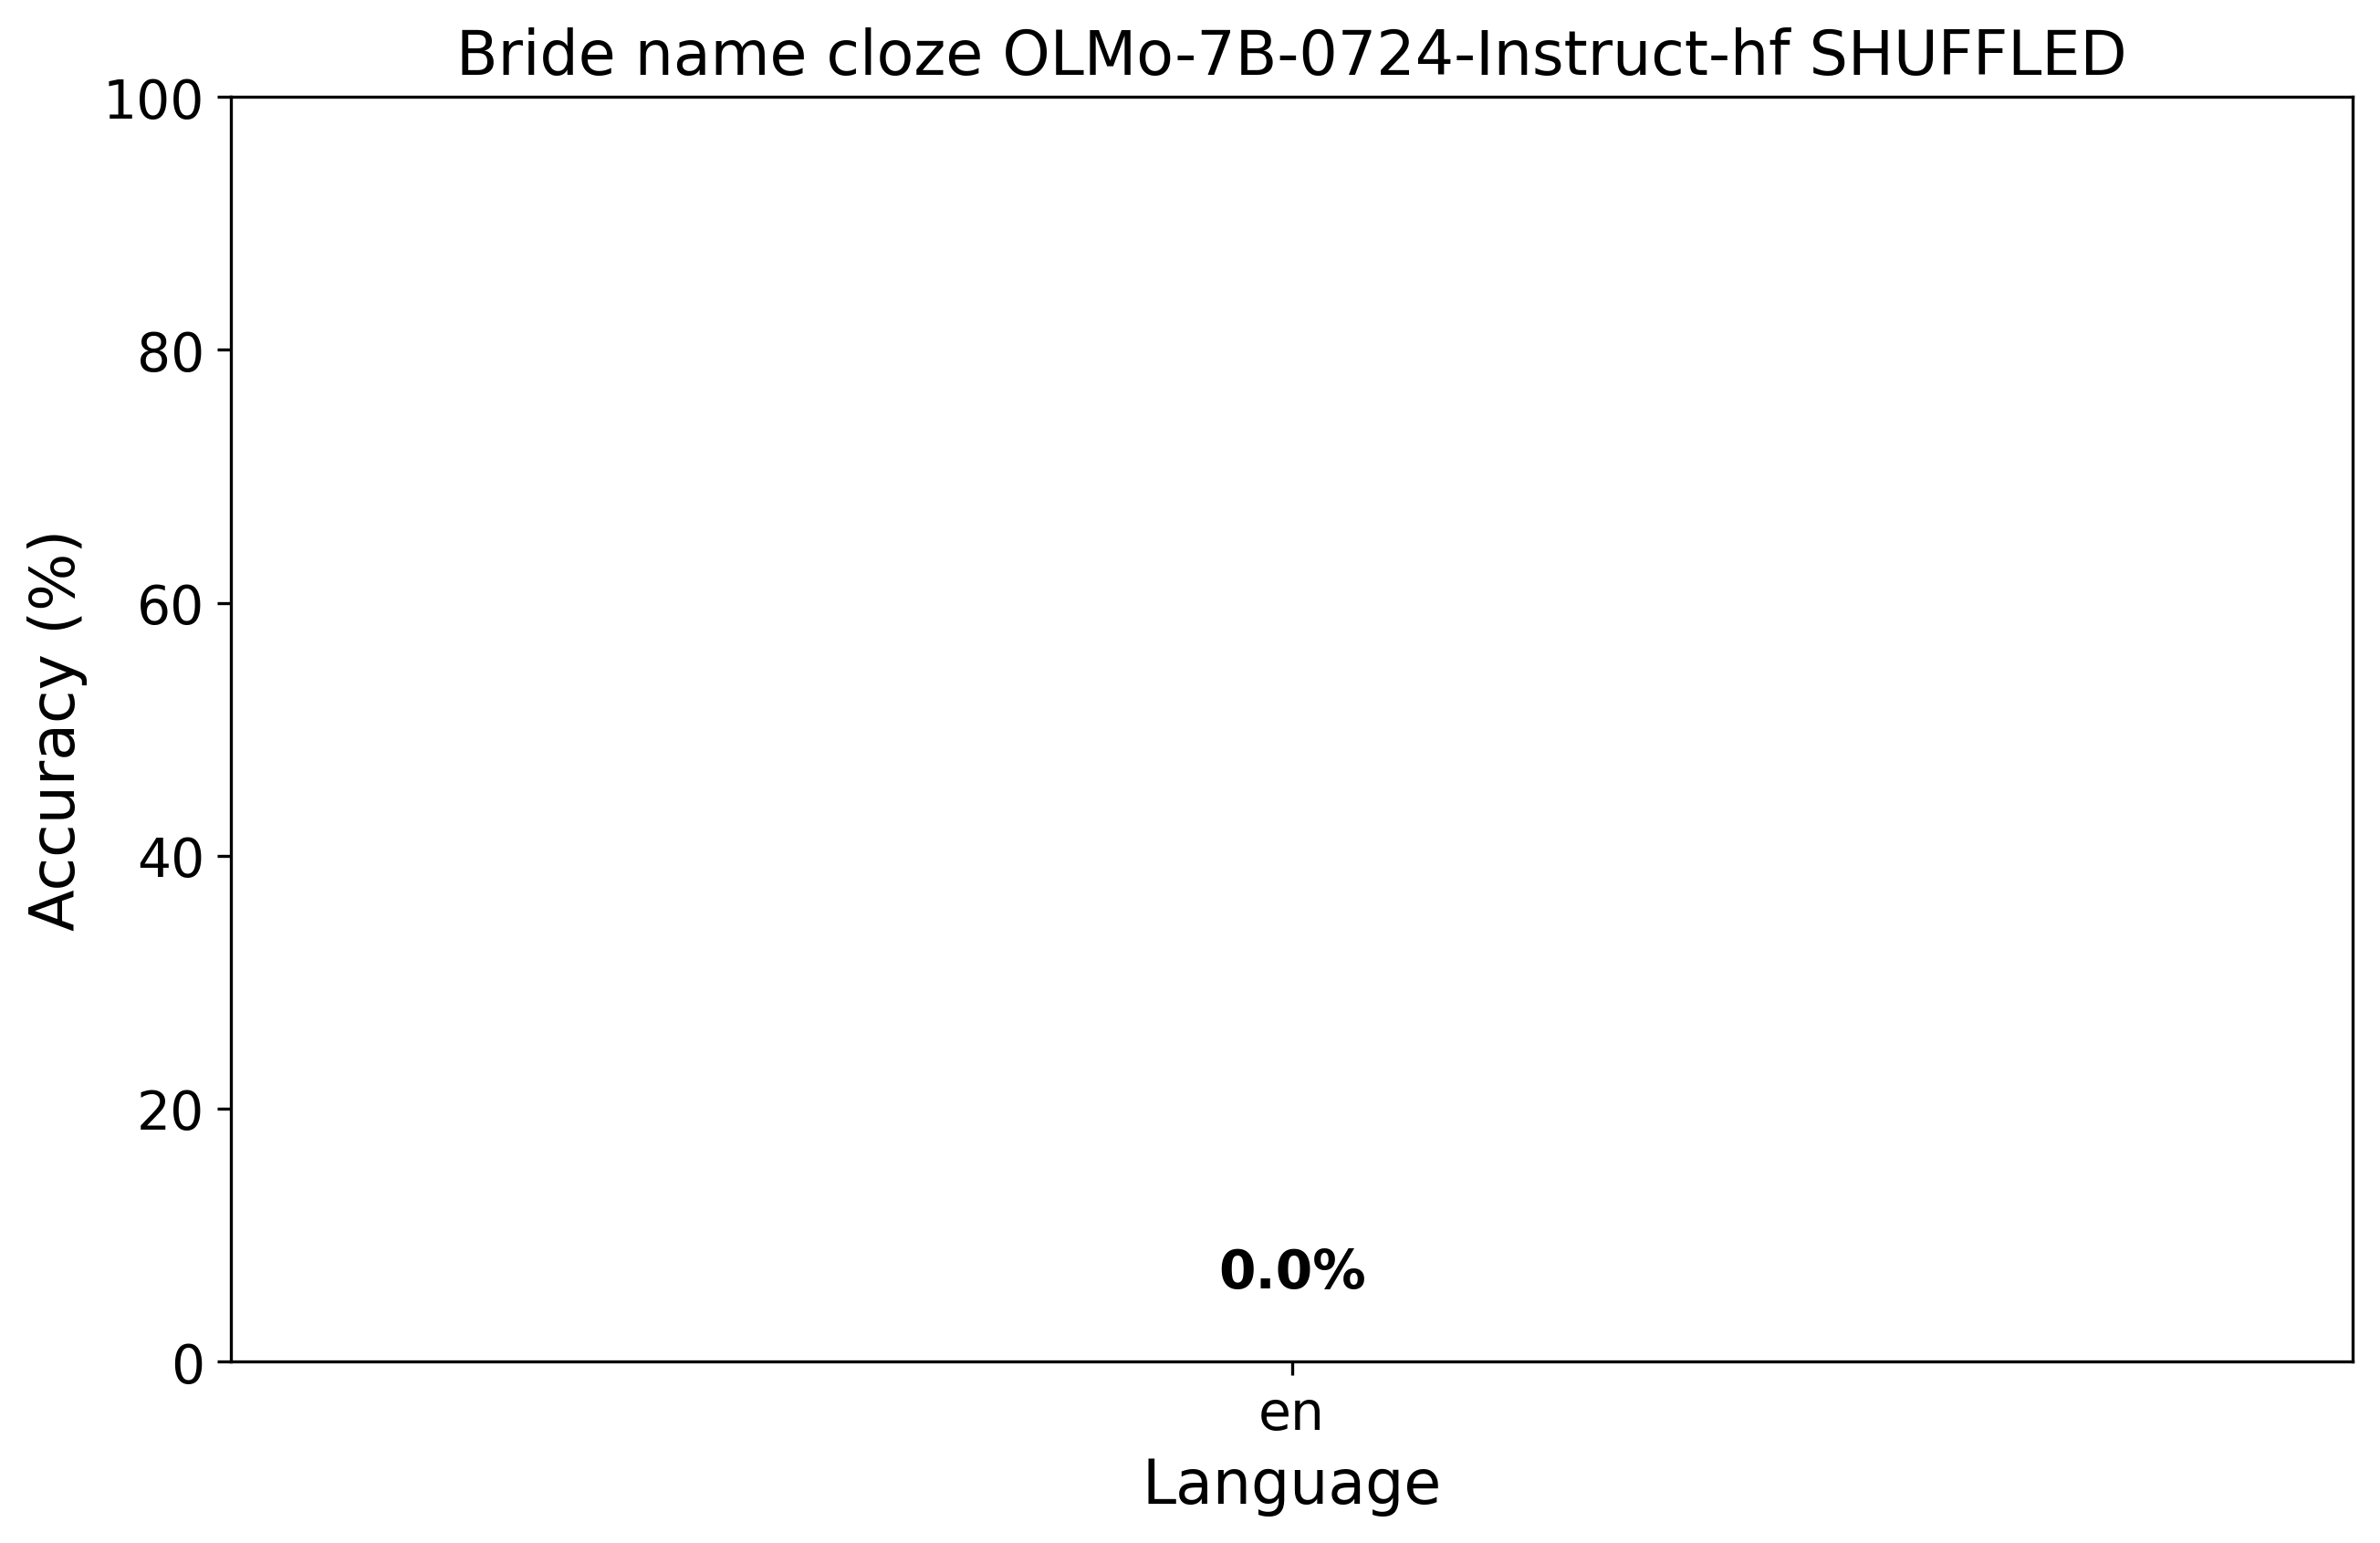 Bride name cloze OLMo-7B-0724-Instruct-hf SHUFFLED
100
80
60
40
20
0
Accuracy (%)
0.0%
en
Language